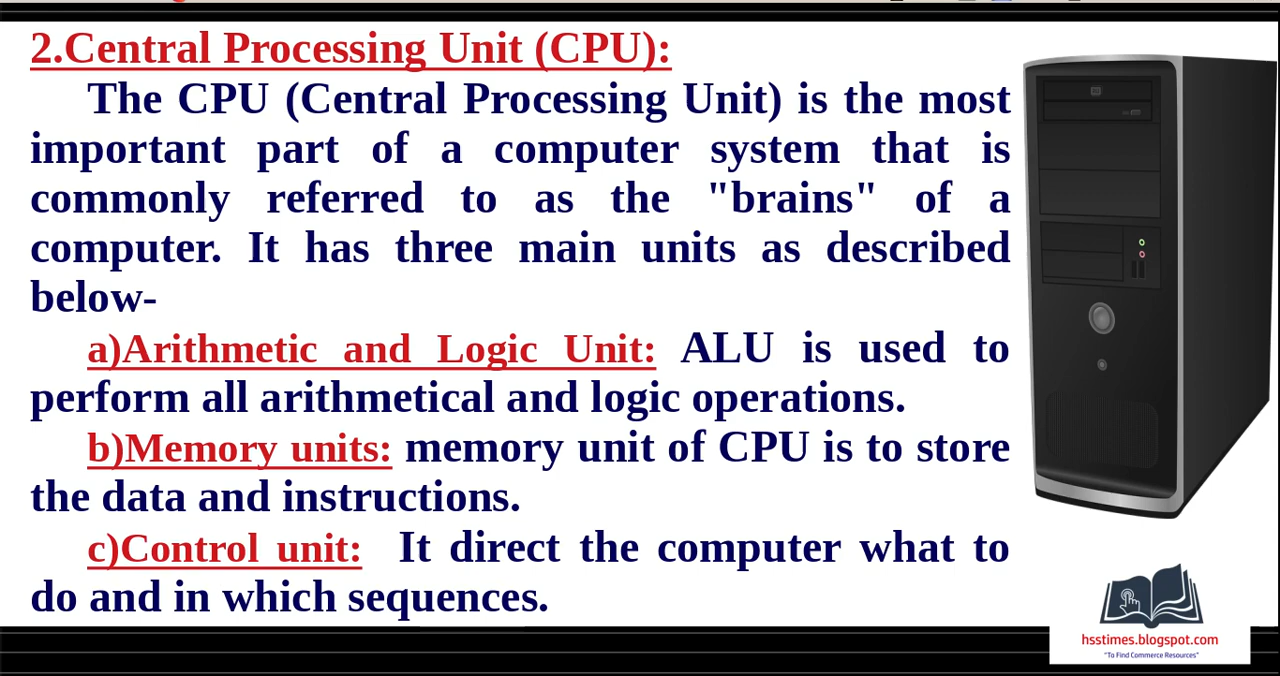 2.Central Processing Unit (CPU):
The CPU (Central Processing Unit) is the most
important part of a computer system that is
commonly referred to as the "brains" of a
computer. It has three main units as described
below-
a)Arithmetic and Logic Unit: ALU is used to
perform all arithmetical and logic operations.
b)Memory units: memory unit of CPU is to store
the data and instructions.
c)Control unit: It direct the computer what to
do and in which sequences.
hsstimes.blogspot.com
"To Find Commerce Resources"